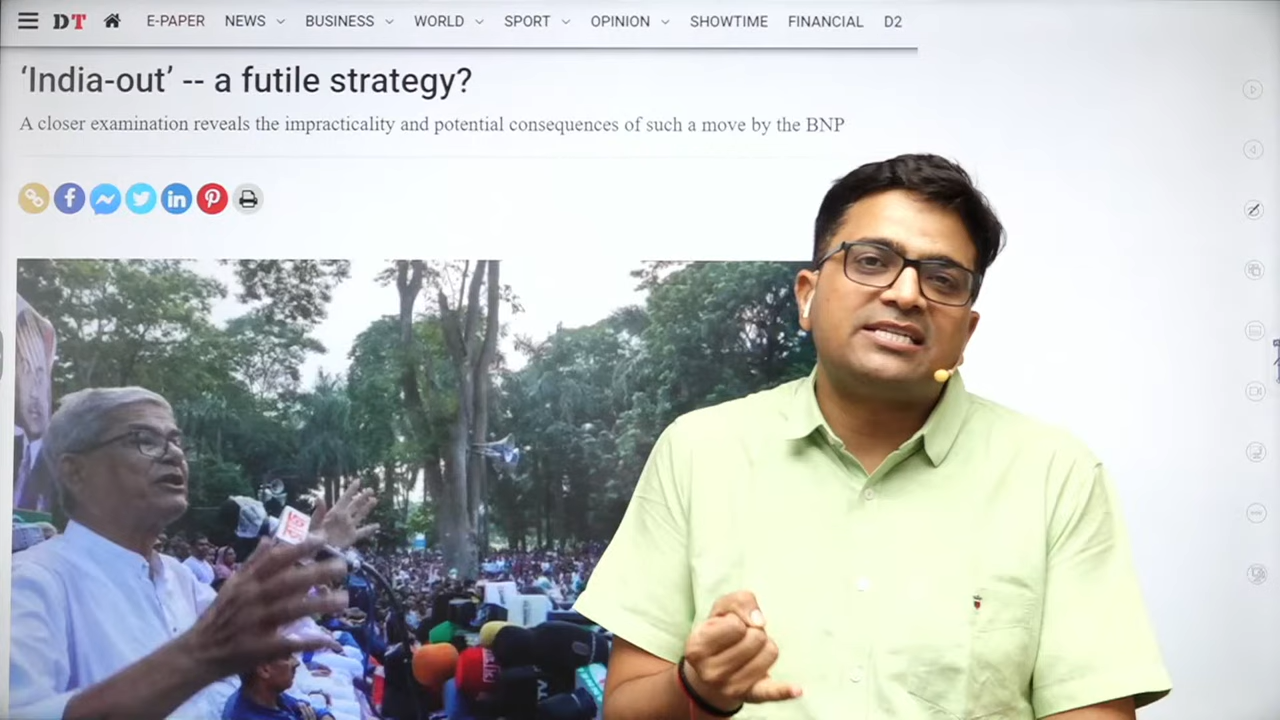 DT E-PAPER NEWS BUSINESS WORLD SPORT OPINION SHOWTIME FINANCIAL D2
‘India-out’ -- a futile strategy?
A closer examination reveals the impracticality and potential consequences of such a move by the BNP